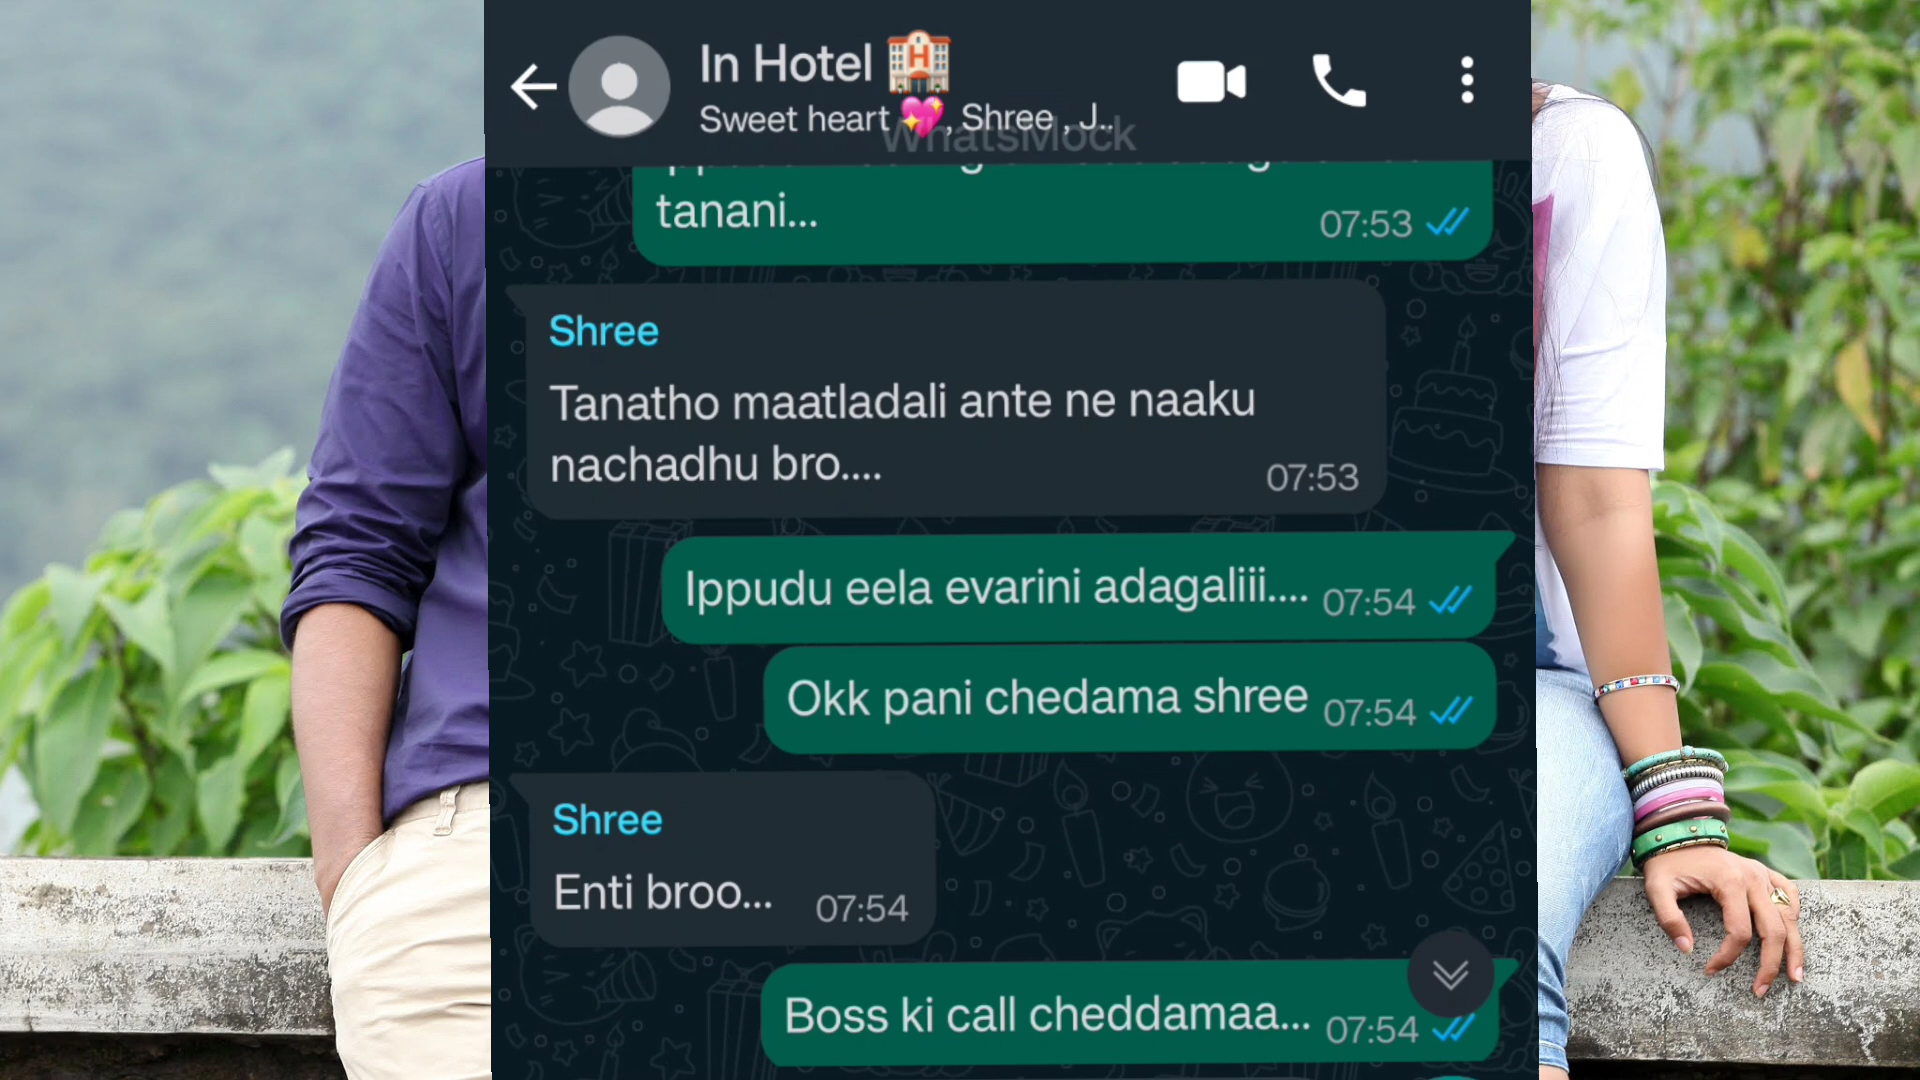 In Hotel 🏨
Sweet heart 💖, Shree , J..
WhatsMock
tanani...
07:53
Shree
Tanatho maatladali ante ne naaku
nachadhu bro....
07:53
Ippudu eela evarini adagaliii.... 07:54
Okk pani chedama shree 07:54
Shree
Enti broo... 07:54
Boss ki call cheddamaa... 07:54